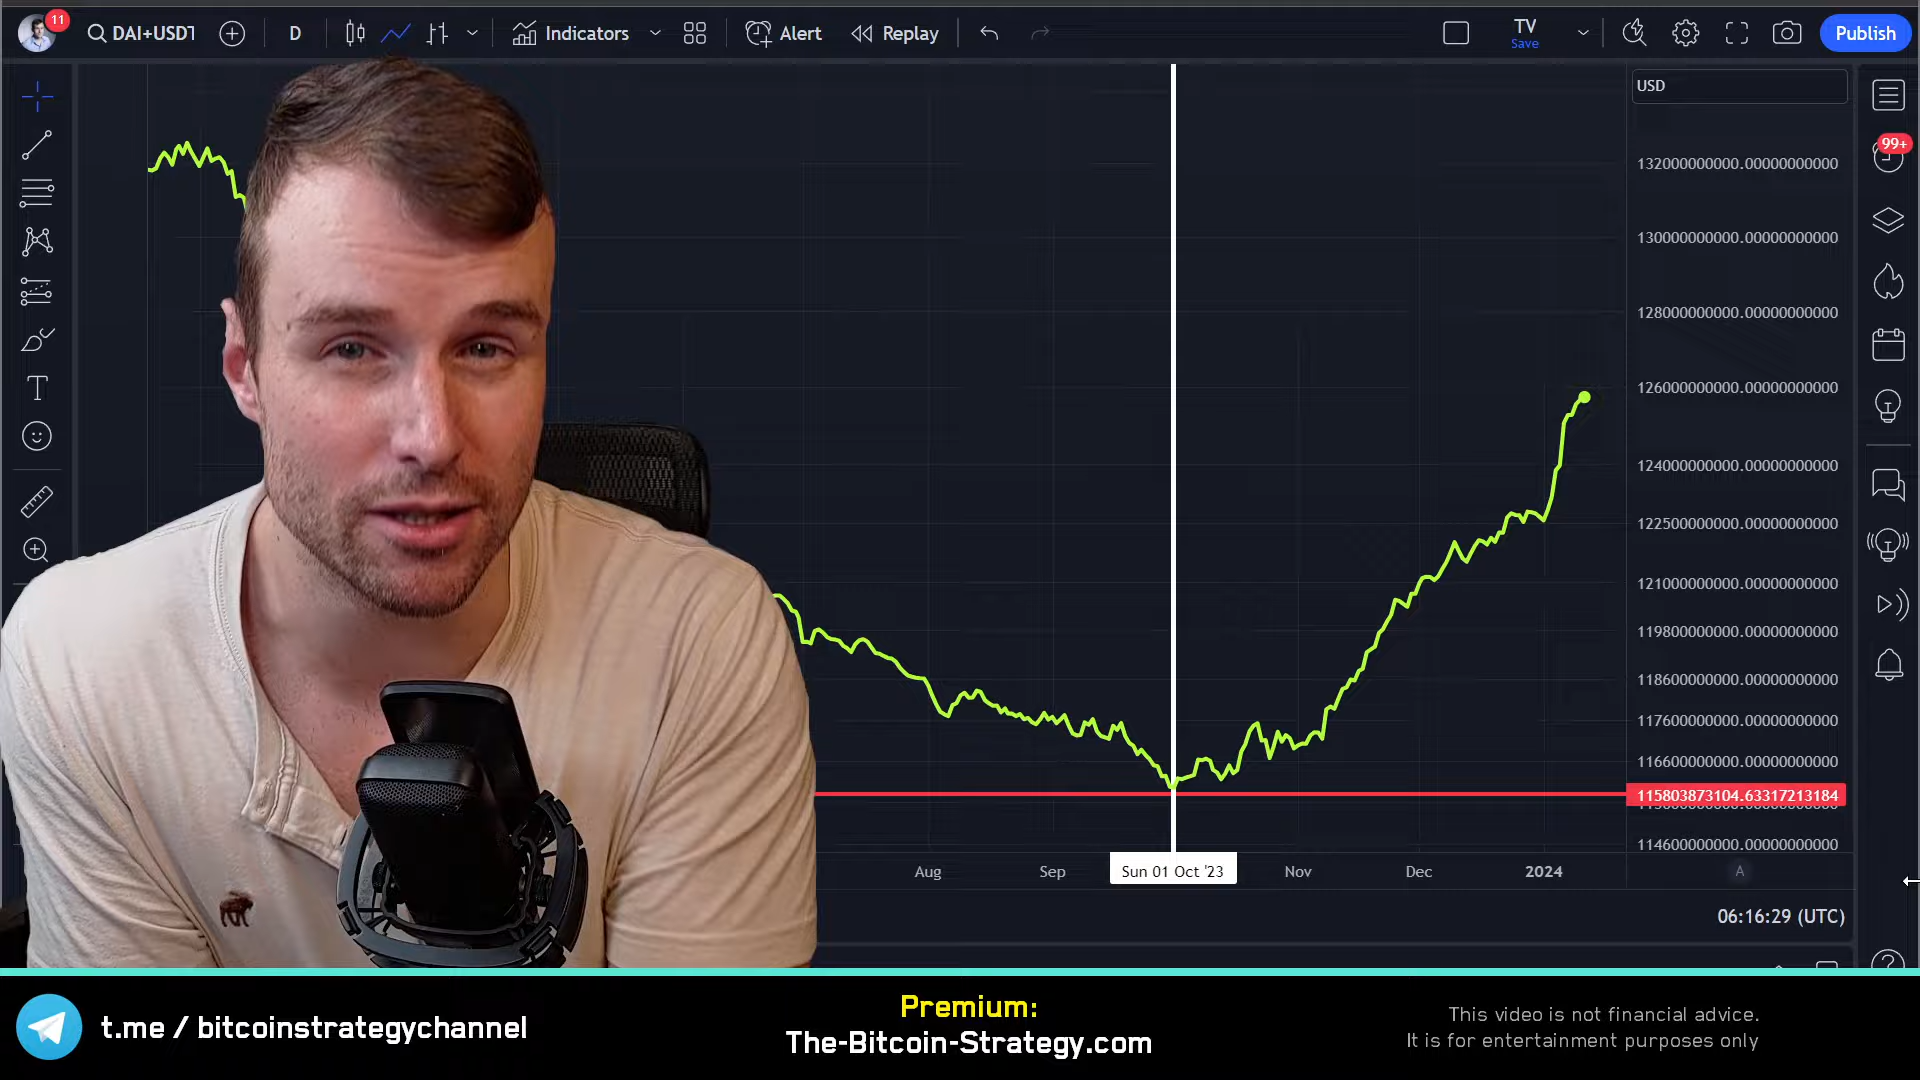 11
DAI+USDT
D
Indicators
Alert
Replay
TV
Save
Publish
USD
99+
132000000000.00000000000
130000000000.00000000000
128000000000.00000000000
126000000000.00000000000
124000000000.00000000000
122500000000.00000000000
121000000000.00000000000
119800000000.00000000000
118600000000.00000000000
117600000000.00000000000
116600000000.00000000000
115803873104.63317213184
114600000000.00000000000
Aug
Sep
Sun 01 Oct '23
Nov
Dec
2024
A
06:16:29 (UTC)
t.me / bitcoinstrategychannel
Premium:
The-Bitcoin-Strategy.com
This video is not financial advice.
It is for entertainment purposes only